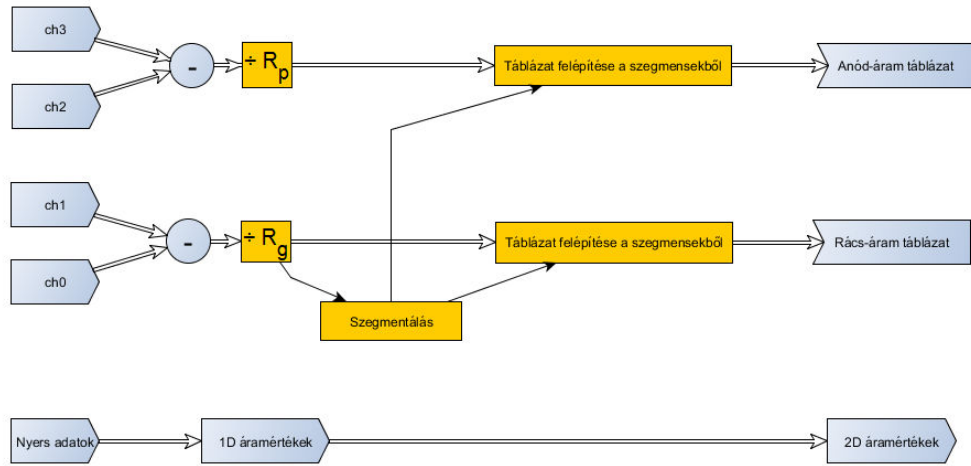 ch3
-
÷ Rp
Táblázat felépítése a szegmensekből
Anód-áram táblázat
ch2
ch1
-
÷ Rg
Táblázat felépítése a szegmensekből
Rács-áram táblázat
ch0
Szegmentálás
Nyers adatok
1D áramértékek
2D áramértékek